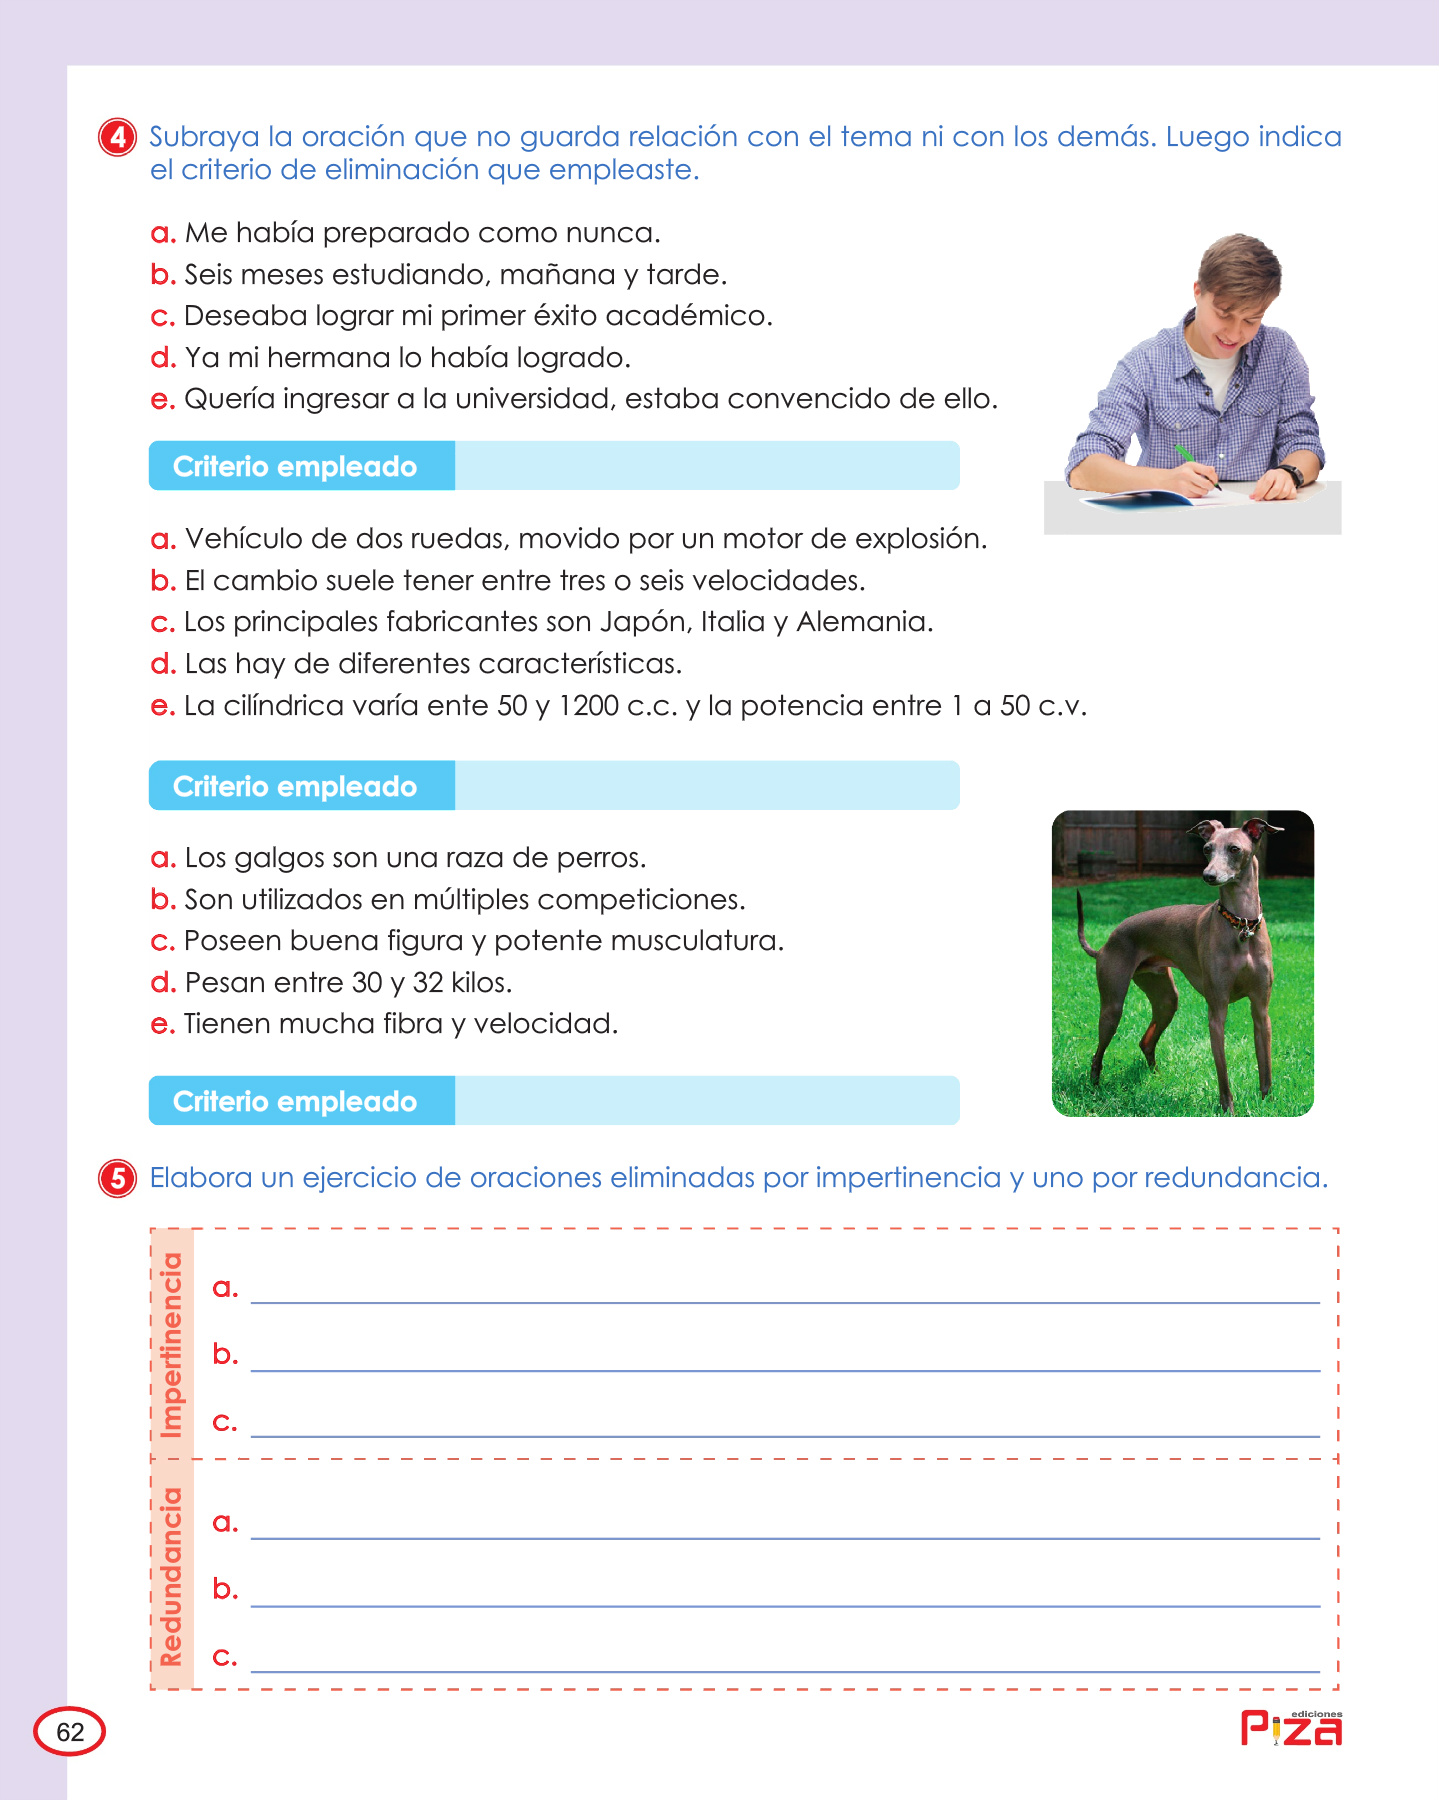 4 Subraya la oración que no guarda relación con el tema ni con los demás. Luego indica
el criterio de eliminación que empleaste.
a. Me había preparado como nunca.
b. Seis meses estudiando, mañana y tarde.
c. Deseaba lograr mi primer éxito académico.
d. Ya mi hermana lo había logrado.
e. Quería ingresar a la universidad, estaba convencido de ello.
Criterio empleado
a. Vehículo de dos ruedas, movido por un motor de explosión.
b. El cambio suele tener entre tres o seis velocidades.
c. Los principales fabricantes son Japón, Italia y Alemania.
d. Las hay de diferentes características.
e. La cilíndrica varía ente 50 y 1200 c.c. y la potencia entre 1 a 50 c.v.
Criterio empleado
a. Los galgos son una raza de perros.
b. Son utilizados en múltiples competiciones.
c. Poseen buena figura y potente musculatura.
d. Pesan entre 30 y 32 kilos.
e. Tienen mucha fibra y velocidad.
Criterio empleado
5 Elabora un ejercicio de oraciones eliminadas por impertinencia y uno por redundancia.
Impertinencia
a.
b.
c.
Redundancia
a.
b.
c.
62
ediciones
Piza